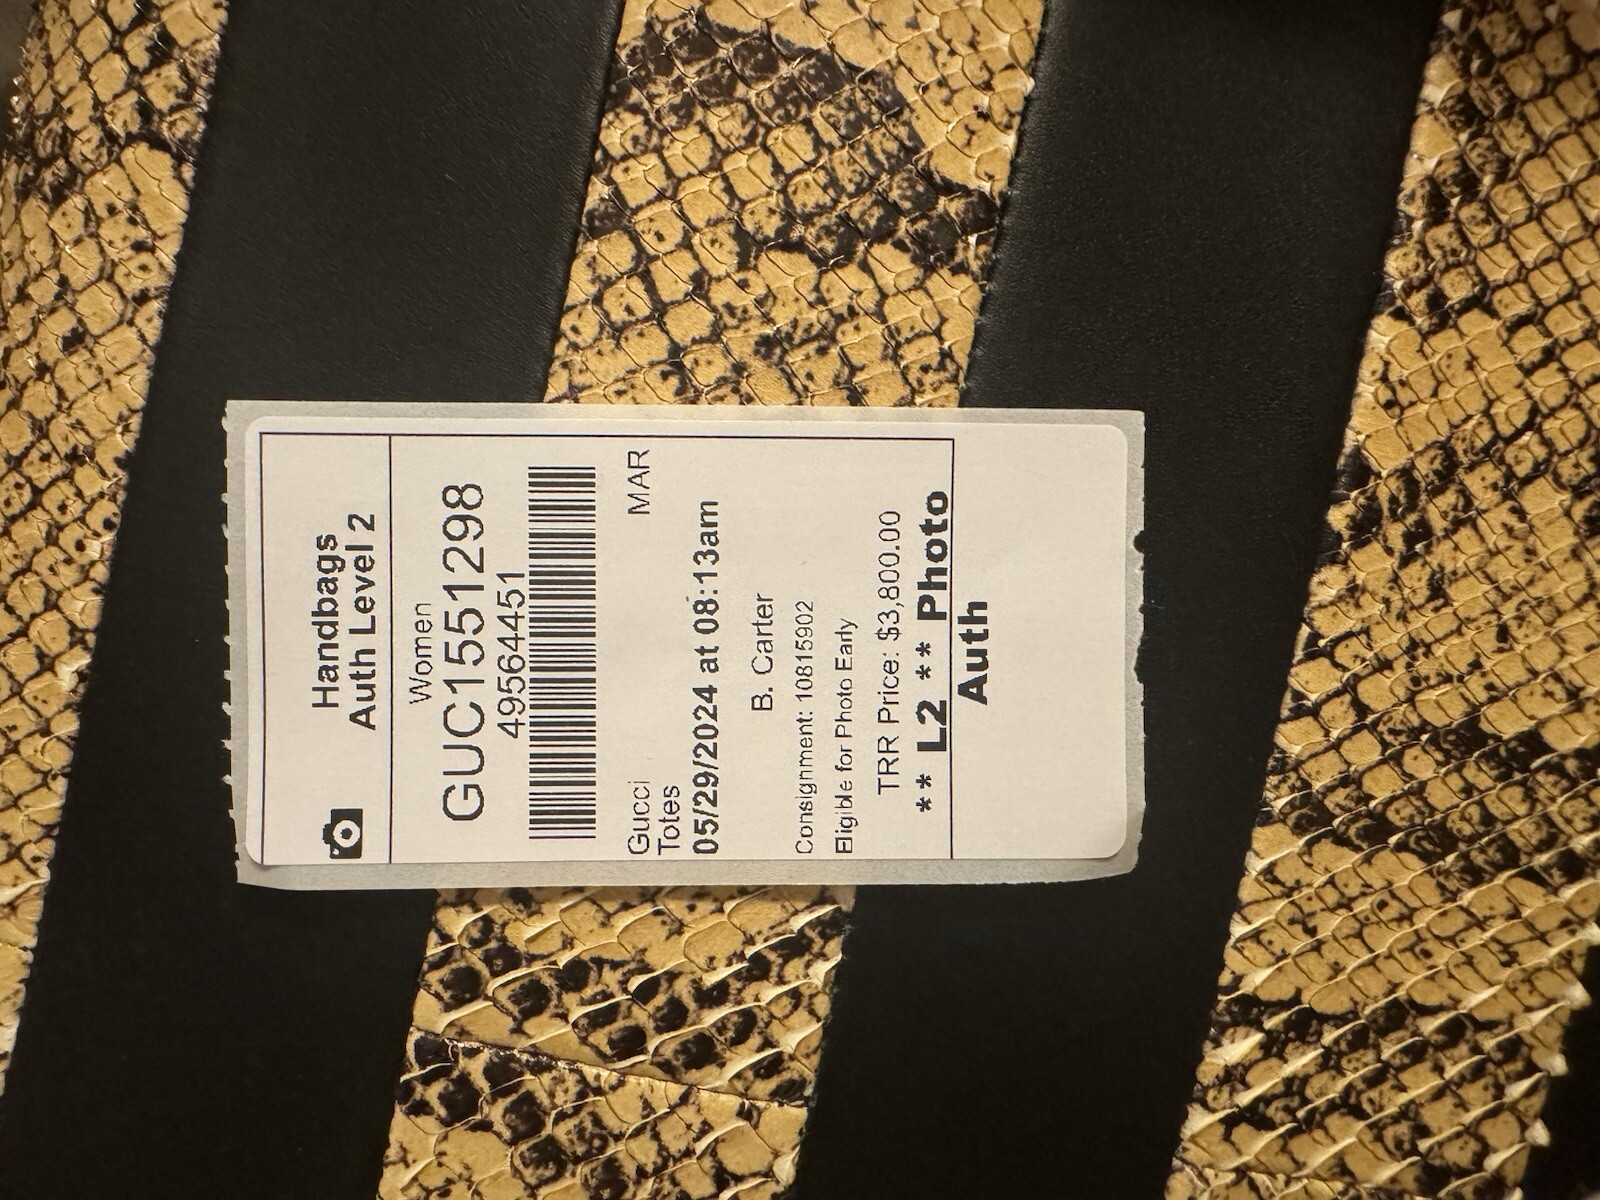 Handbags
Auth Level 2
Women
GUC1551298
49564451
Gucci MAR
Totes
05/29/2024 at 08:13am
B. Carter
Consignment: 10815902
Eligible for Photo Early
TRR Price: $3,800.00
** L2 ** Photo
Auth